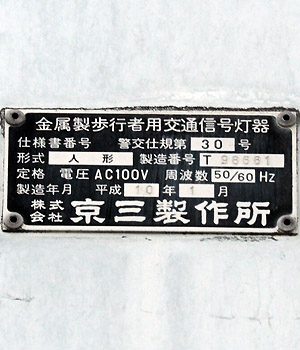 金属製歩行者用交通信号灯器
仕様書番号 警交仕規第 30 号
形式 人形 製造番号 T 98661
定格 電圧 AC100V 周波数 50/60 Hz
製造年月 平成 10 年 1 月
株式会社 京三製作所